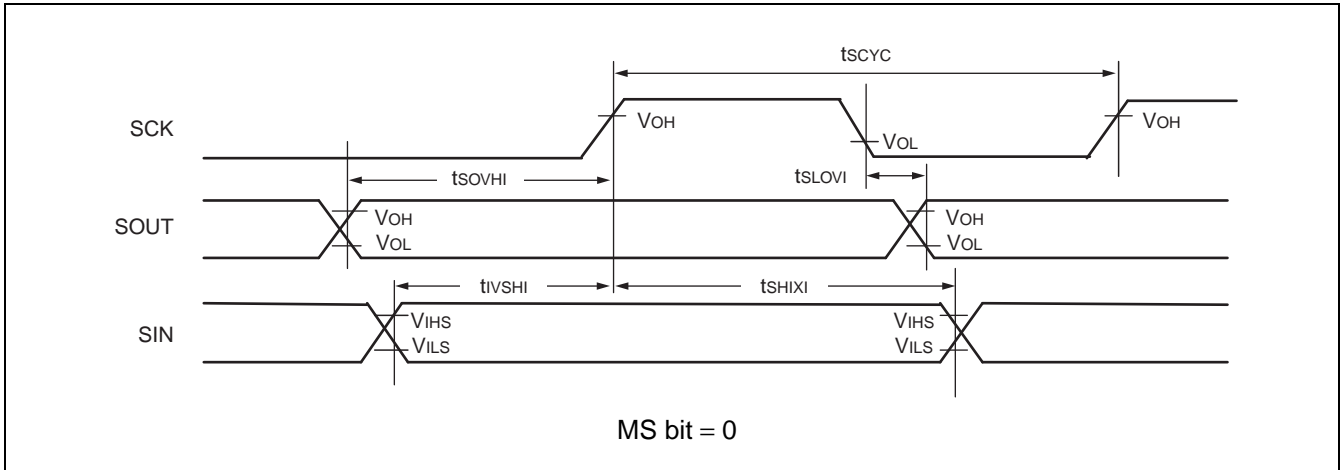 tSCYC
SCK
VOH
VOL
VOH
tSOVHI
tSLOVI
SOUT
VOH
VOL
VOH
VOL
tIVSHI
tSHIXI
SIN
VIHS
VILS
VIHS
VILS
MS bit = 0